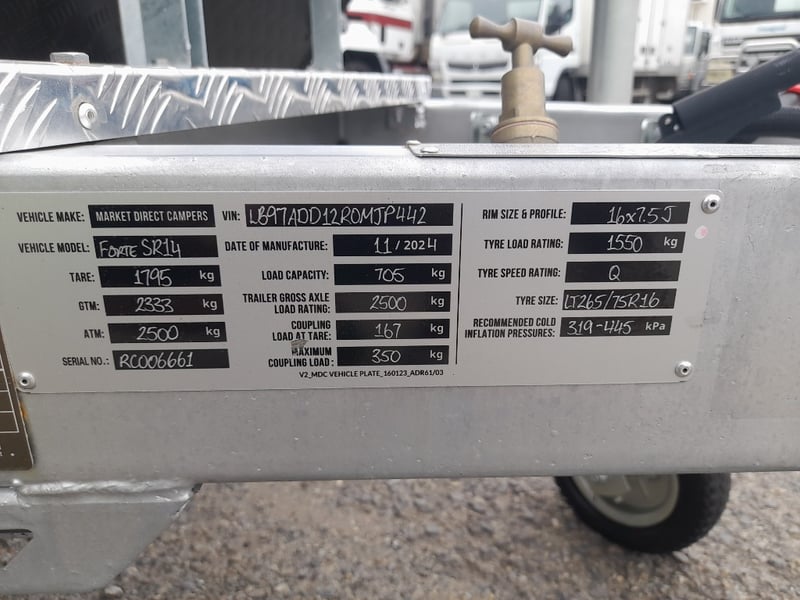 VEHICLE MAKE: MARKET DIRECT CAMPERS
VEHICLE MODEL: FORTE SR14
TARE: 1795 kg
GTM: 2333 kg
ATM: 2500 kg
SERIAL NO.: RC006661
VIN: LB97ADD12R0MJP442
DATE OF MANUFACTURE: 11 / 2024
LOAD CAPACITY: 705 kg
TRAILER GROSS AXLE
LOAD RATING: 2500 kg
COUPLING
LOAD AT TARE: 167 kg
MAXIMUM
COUPLING LOAD: 350 kg
RIM SIZE & PROFILE: 16x7.5J
TYRE LOAD RATING: 1550 kg
TYRE SPEED RATING: Q
TYRE SIZE: LT265/75R16
RECOMMENDED COLD
INFLATION PRESSURES: 319-445 kPa
V2_MDC VEHICLE PLATE_160123_ADR61/03